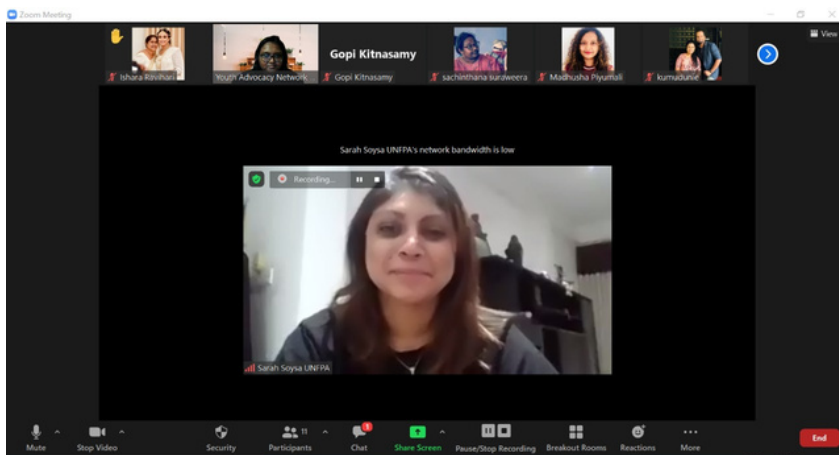 Zoom Meeting
View
Gopi Kitnasamy
Ishara Ravihari
Youth Advocacy Network
Gopi Kitnasamy
sachinthana suraweera
Madhusha Piyumali
kumudunie
Sarah Soysa UNFPA's network bandwidth is low
Recording...
Sarah Soysa UNFPA
Mute
Stop Video
Security
Participants 11
Chat 1
Share Screen
Pause/Stop Recording
Breakout Rooms
Reactions
More
End